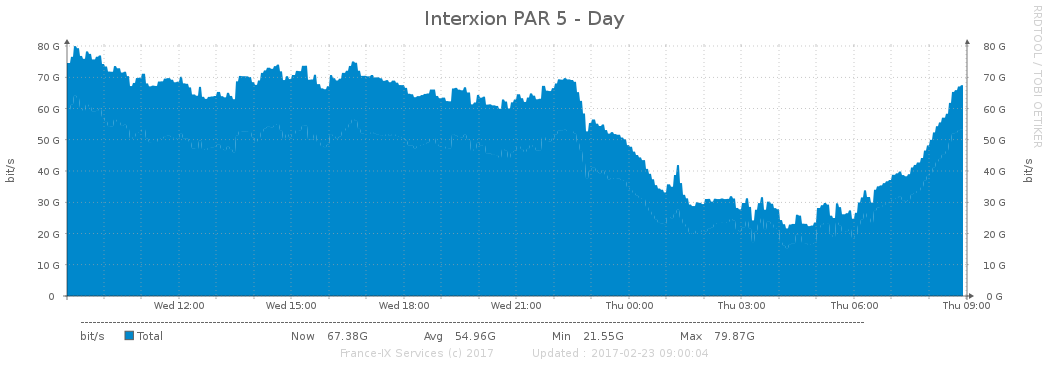 Interxion PAR 5 - Day
RRDTOOL / TOBI OETIKER
bit/s
80 G 80 G
70 G 70 G
60 G 60 G
50 G 50 G
40 G 40 G
30 G 30 G
20 G 20 G
10 G 10 G
0 0 G
bit/s
Wed 12:00 Wed 15:00 Wed 18:00 Wed 21:00 Thu 00:00 Thu 03:00 Thu 06:00 Thu 09:00
bit/s Total Now 67.38G Avg 54.96G Min 21.55G Max 79.87G
France-IX Services (c) 2017 Updated : 2017-02-23 09:00:04